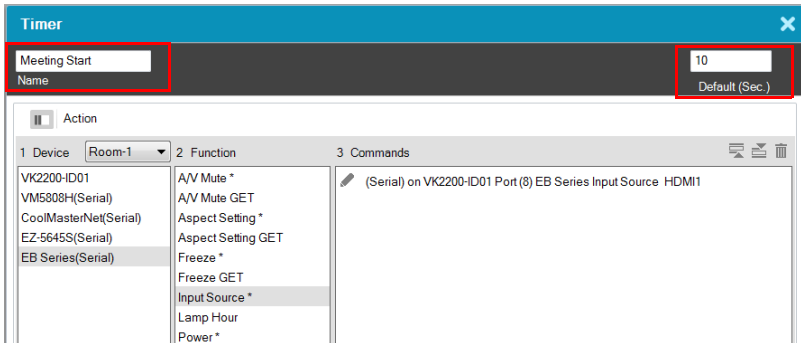 Timer
Meeting Start
Name
10
Default (Sec.)
Action
1 Device Room-1 2 Function 3 Commands
VK2200-ID01
VM5808H(Serial)
CoolMasterNet(Serial)
EZ-5645S(Serial)
EB Series(Serial)
A/V Mute *
A/V Mute GET
Aspect Setting *
Aspect Setting GET
Freeze *
Freeze GET
Input Source *
Lamp Hour
Power *
(Serial) on VK2200-ID01 Port (8) EB Series Input Source HDMI1